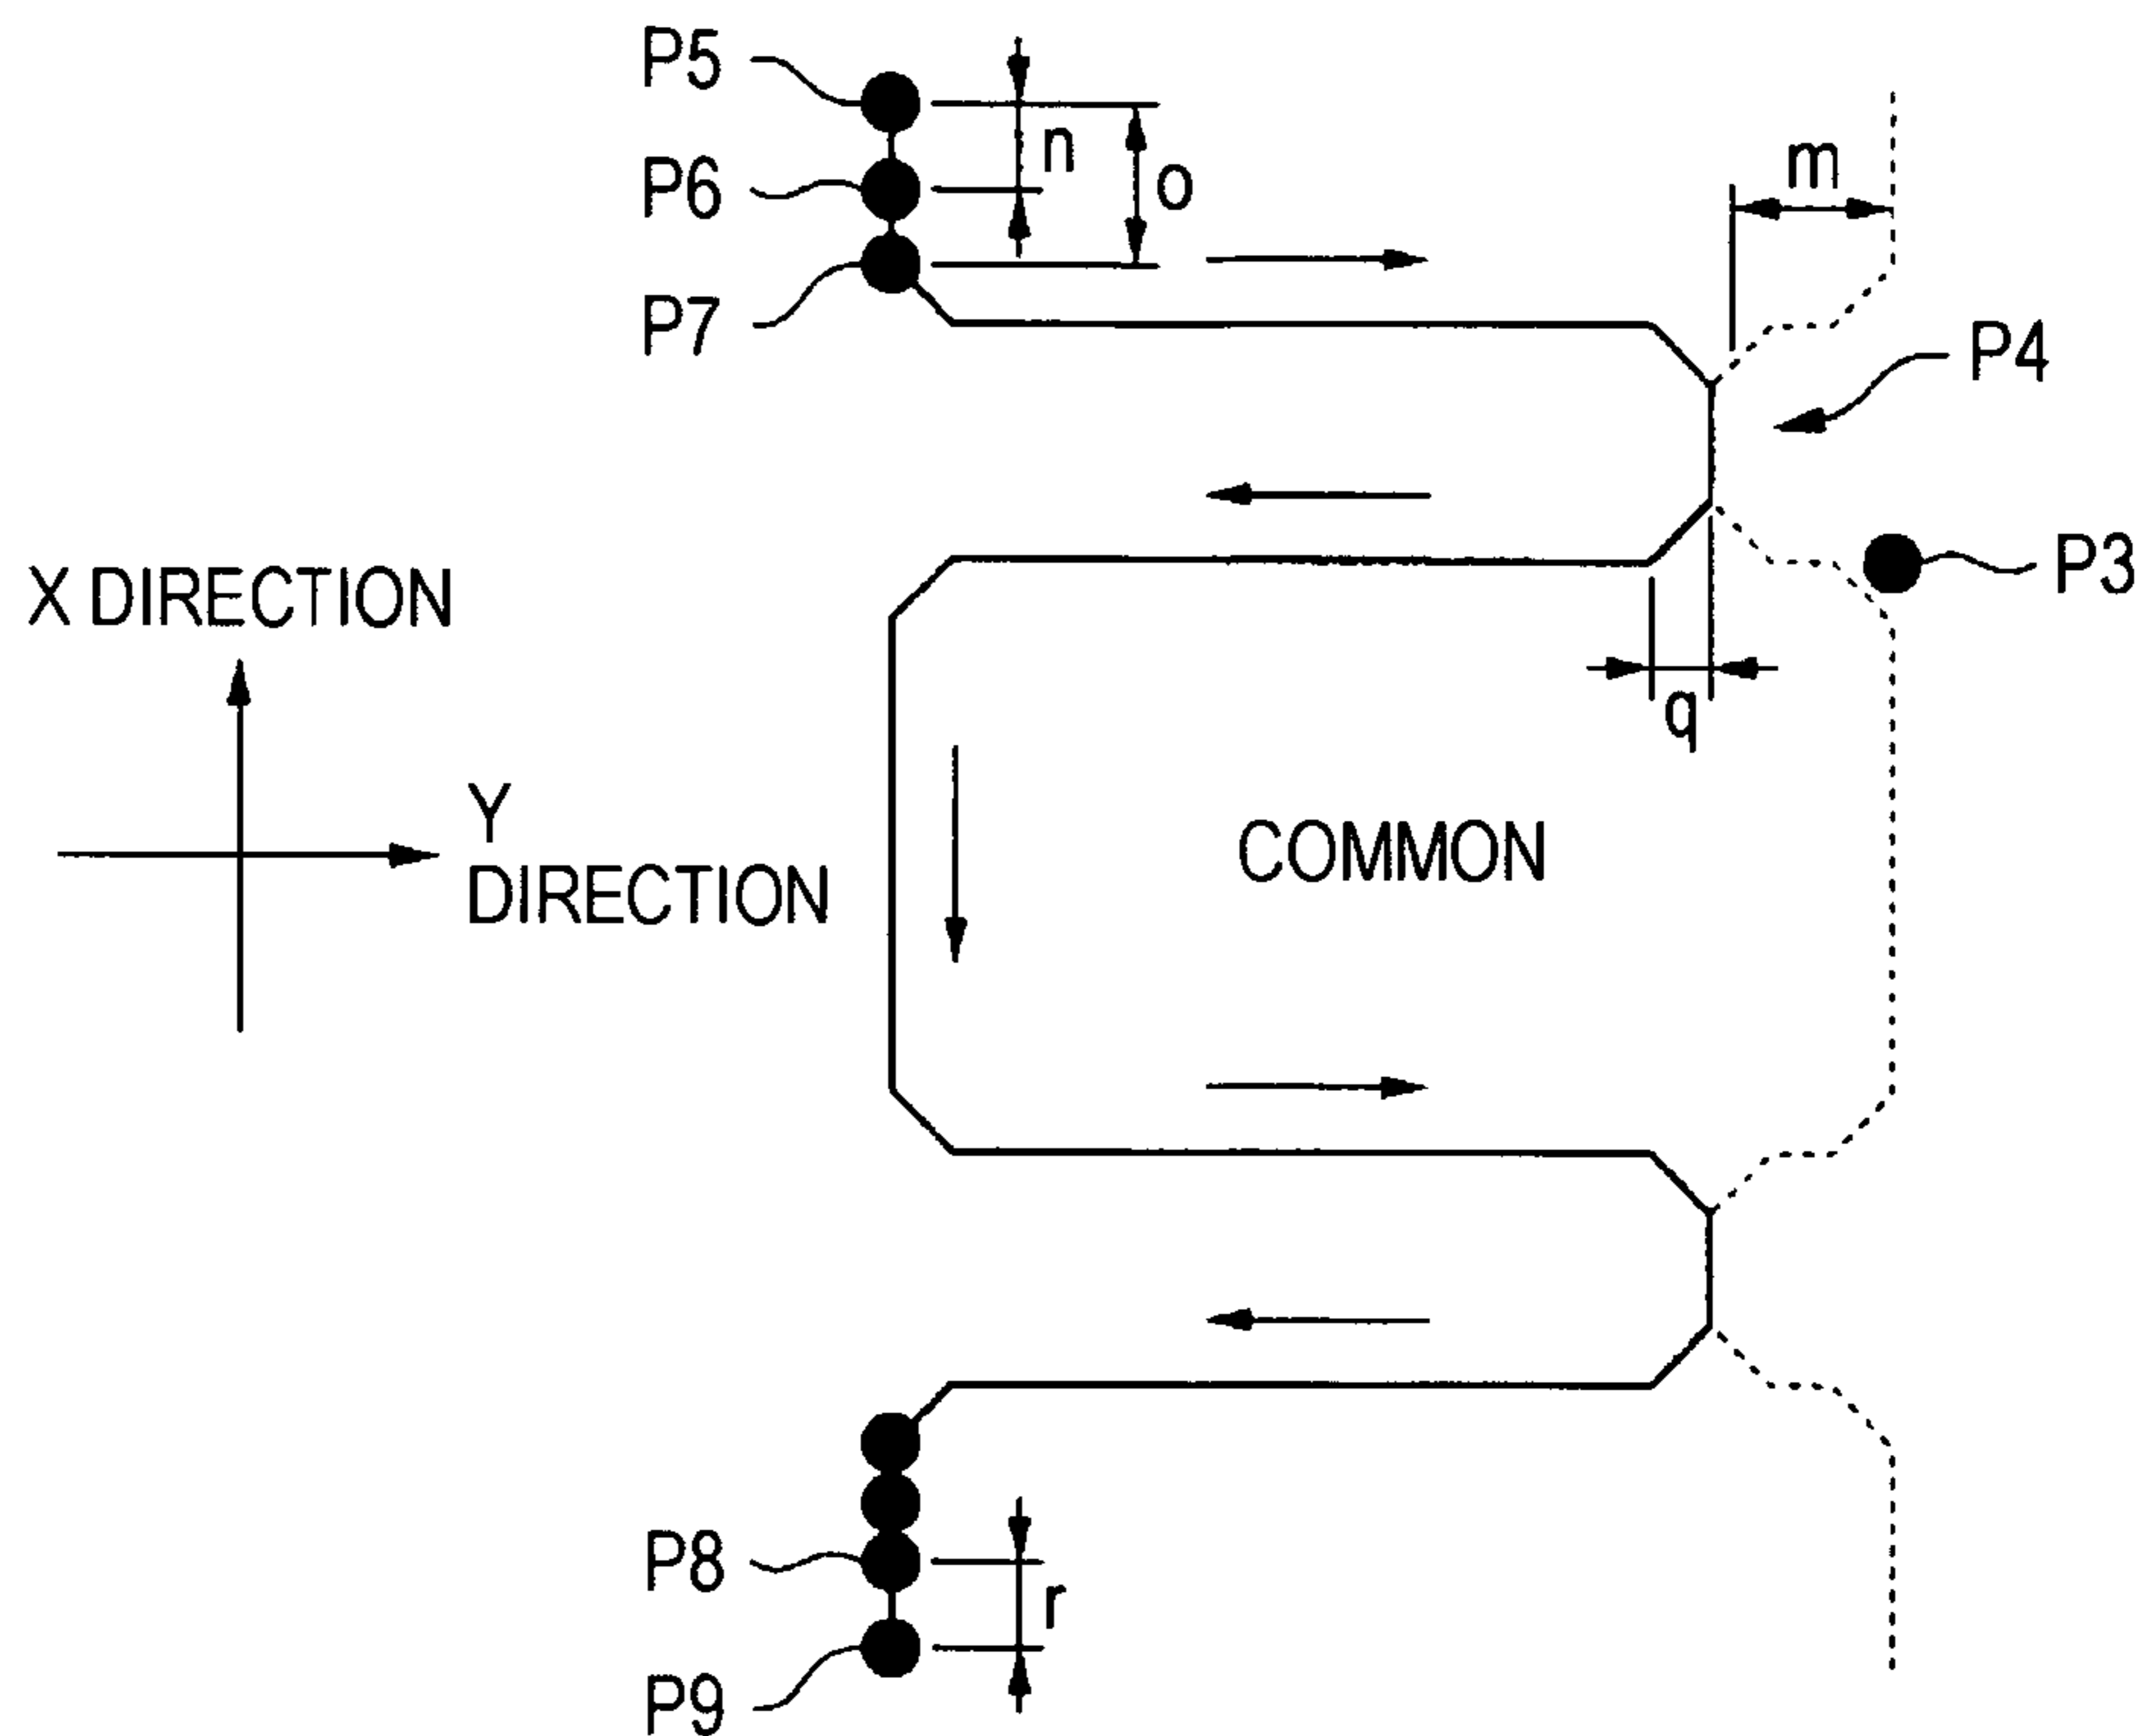 P5
n
P6
o
m
P7
P4
X DIRECTION
P3
q
Y
DIRECTION
COMMON
P8
r
P9